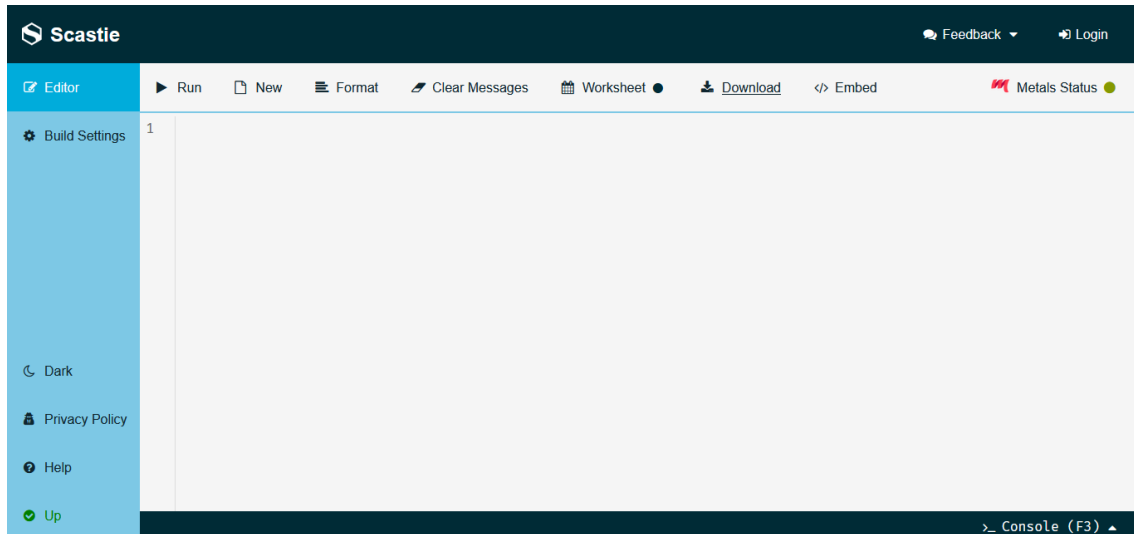 Scastie Feedback Login
Editor Run New Format Clear Messages Worksheet Download </> Embed Metals Status
Build Settings 1
Dark
Privacy Policy
Help
Up
>_ Console (F3)